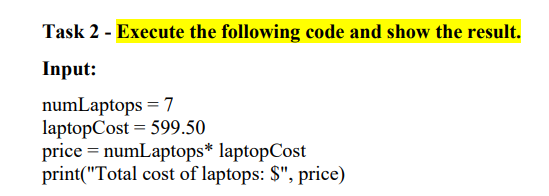 Task 2 - Execute the following code and show the result.
Input:
numLaptops = 7
laptopCost = 599.50
price = numLaptops* laptopCost
print("Total cost of laptops: $", price)